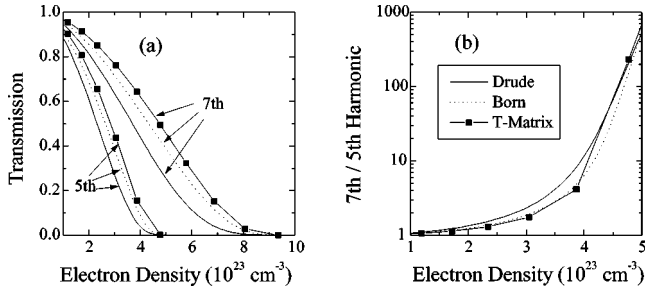 (a)
Transmission
1.0
0.8
0.6
0.4
0.2
0.0
7th
5th
2 4 6 8 10
Electron Density (10²³ cm⁻³)
(b)
7th / 5th Harmonic
1000
100
10
1
Drude
Born
T-Matrix
1 2 3 4 5
Electron Density (10²³ cm⁻³)